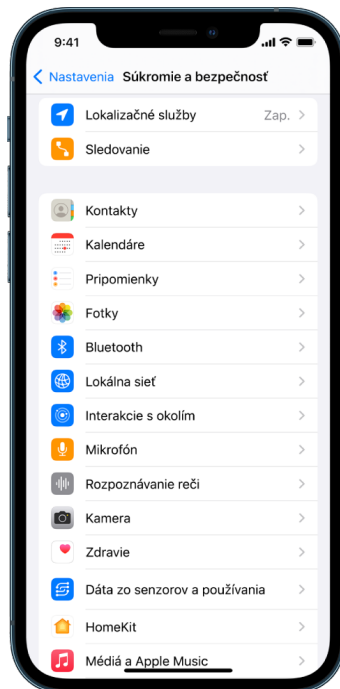 9:41
Nastavenia Súkromie a bezpečnosť
Lokalizačné služby Zap.
Sledovanie
Kontakty
Kalendáre
Pripomienky
Fotky
Bluetooth
Lokálna sieť
Interakcie s okolím
Mikrofón
Rozpoznávanie reči
Kamera
Zdravie
Dáta zo senzorov a používania
HomeKit
Médiá a Apple Music